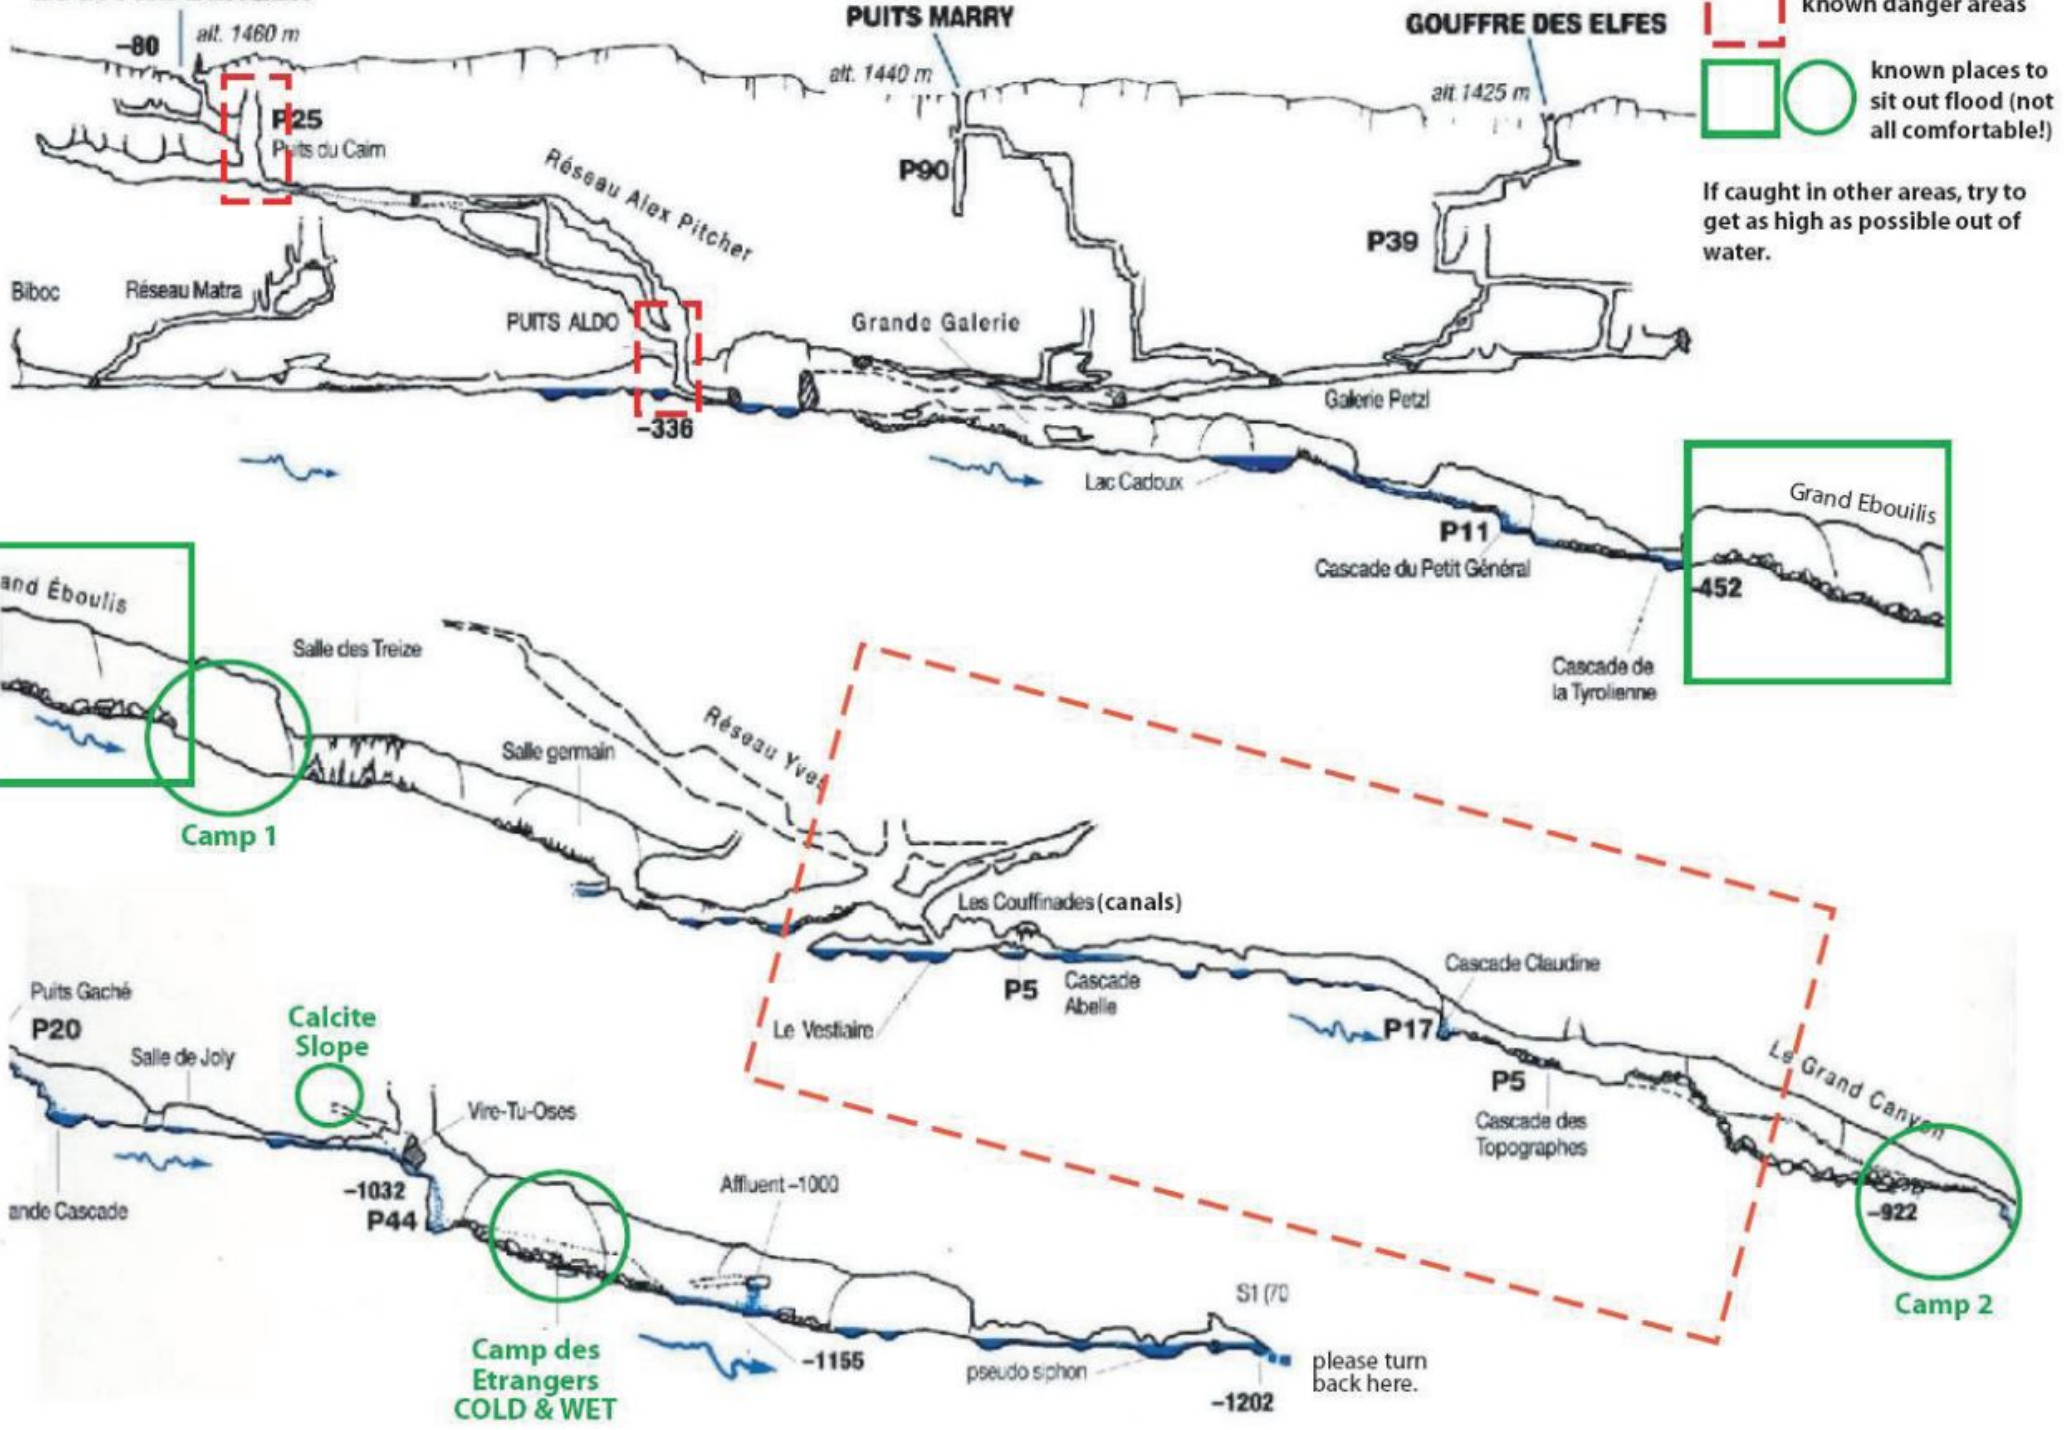 PUITS MARRY
GOUFFRE DES ELFES
known danger areas
-80
alt. 1460 m
alt. 1440 m
alt. 1425 m
known places to
sit out flood (not
all comfortable!)
P25
Puits du Cairn
Réseau Alex Pitcher
P90
P39
If caught in other areas, try to
get as high as possible out of
water.
Biboc
Réseau Matra
PUITS ALDO
Grande Galerie
-336
Galerie Petzl
Lac Cadoux
P11
Cascade du Petit Général
Grand Ebouilis
-452
Cascade de
la Tyrolienne
and Éboulis
Salle des Treize
Camp 1
Salle germain
Réseau Yves
Les Couffinades (canals)
P5
Cascade
Abelle
Le Vestiaire
Cascade Claudine
P17
P5
Cascade des
Topographes
Le Grand Canyon
-922
Camp 2
Puits Gaché
P20
Salle de Joly
Calcite
Slope
Vire-Tu-Oses
ande Cascade
-1032
P44
Affluent -1000
Camp des
Etrangers
COLD & WET
-1155
pseudo siphon
S1 (70
-1202
please turn
back here.